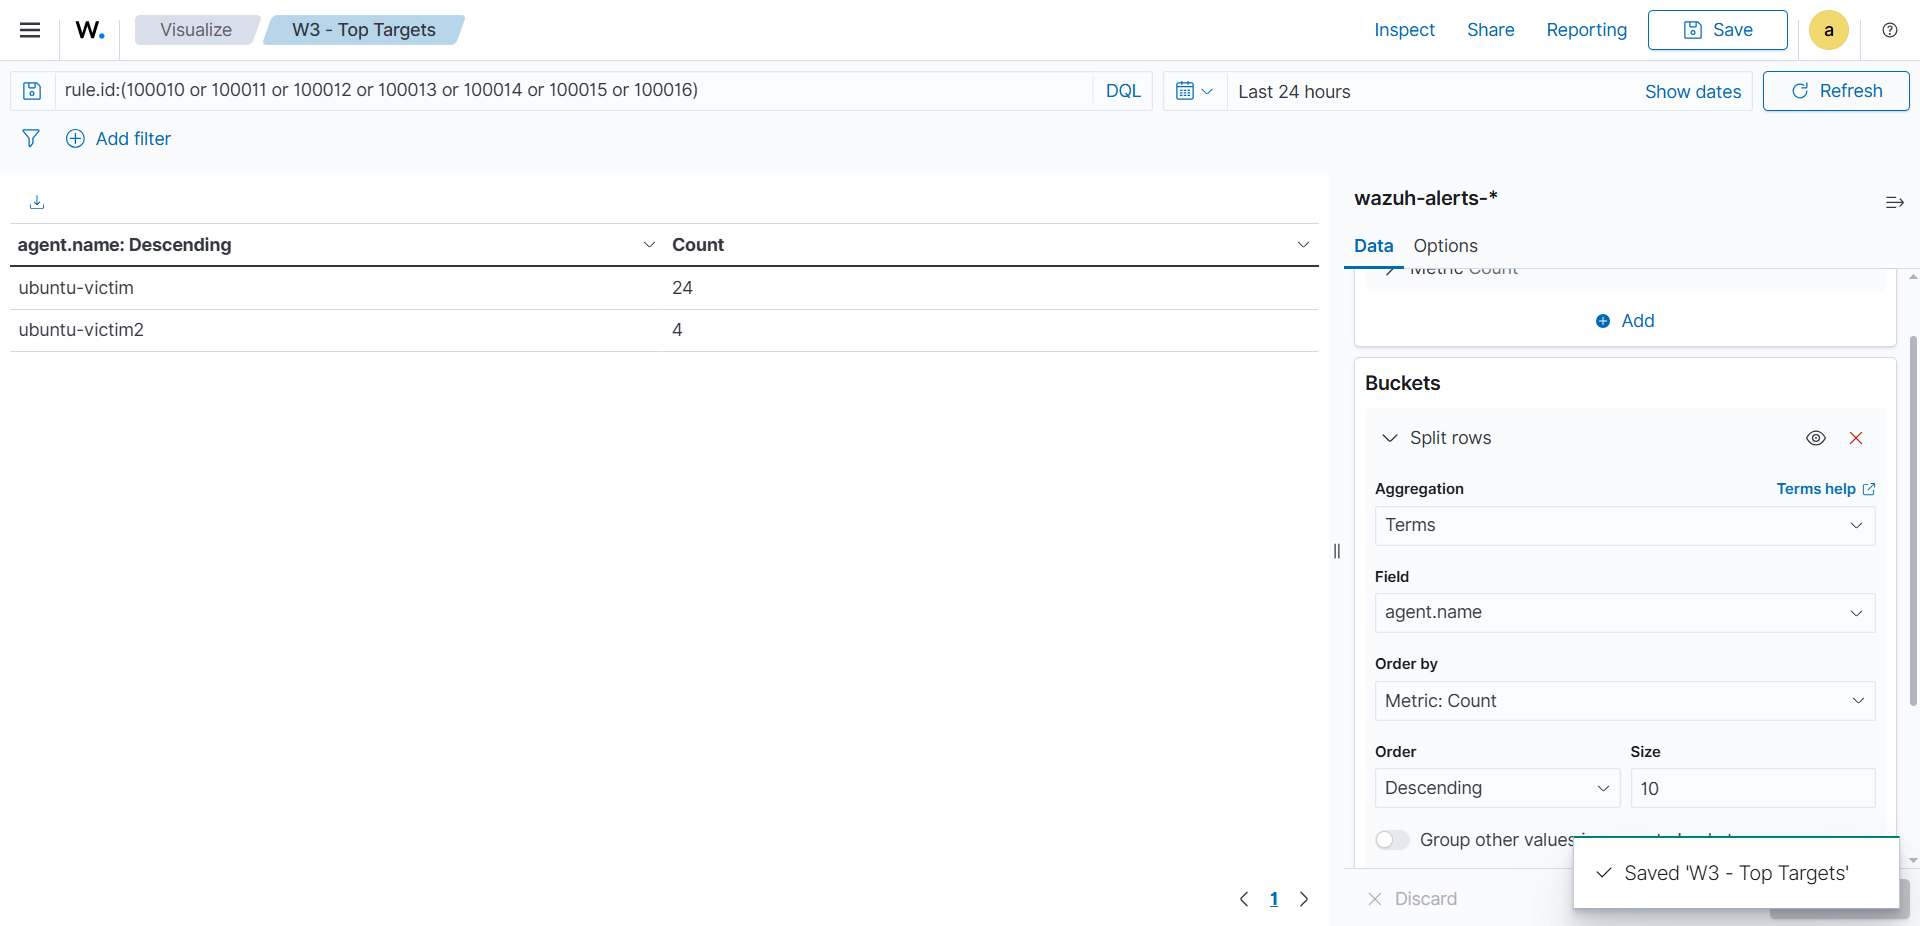 W. Visualize W3 - Top Targets Inspect Share Reporting Save a
rule.id:(100010 or 100011 or 100012 or 100013 or 100014 or 100015 or 100016) DQL Last 24 hours Show dates Refresh
Add filter
wazuh-alerts-*
Data Options
agent.name: Descending Count
ubuntu-victim 24
ubuntu-victim2 4
Metric Count
Add
Buckets
Split rows
Aggregation Terms help
Terms
Field
agent.name
Order by
Metric: Count
Order Size
Descending 10
Group other values
Saved 'W3 - Top Targets'
1
Discard